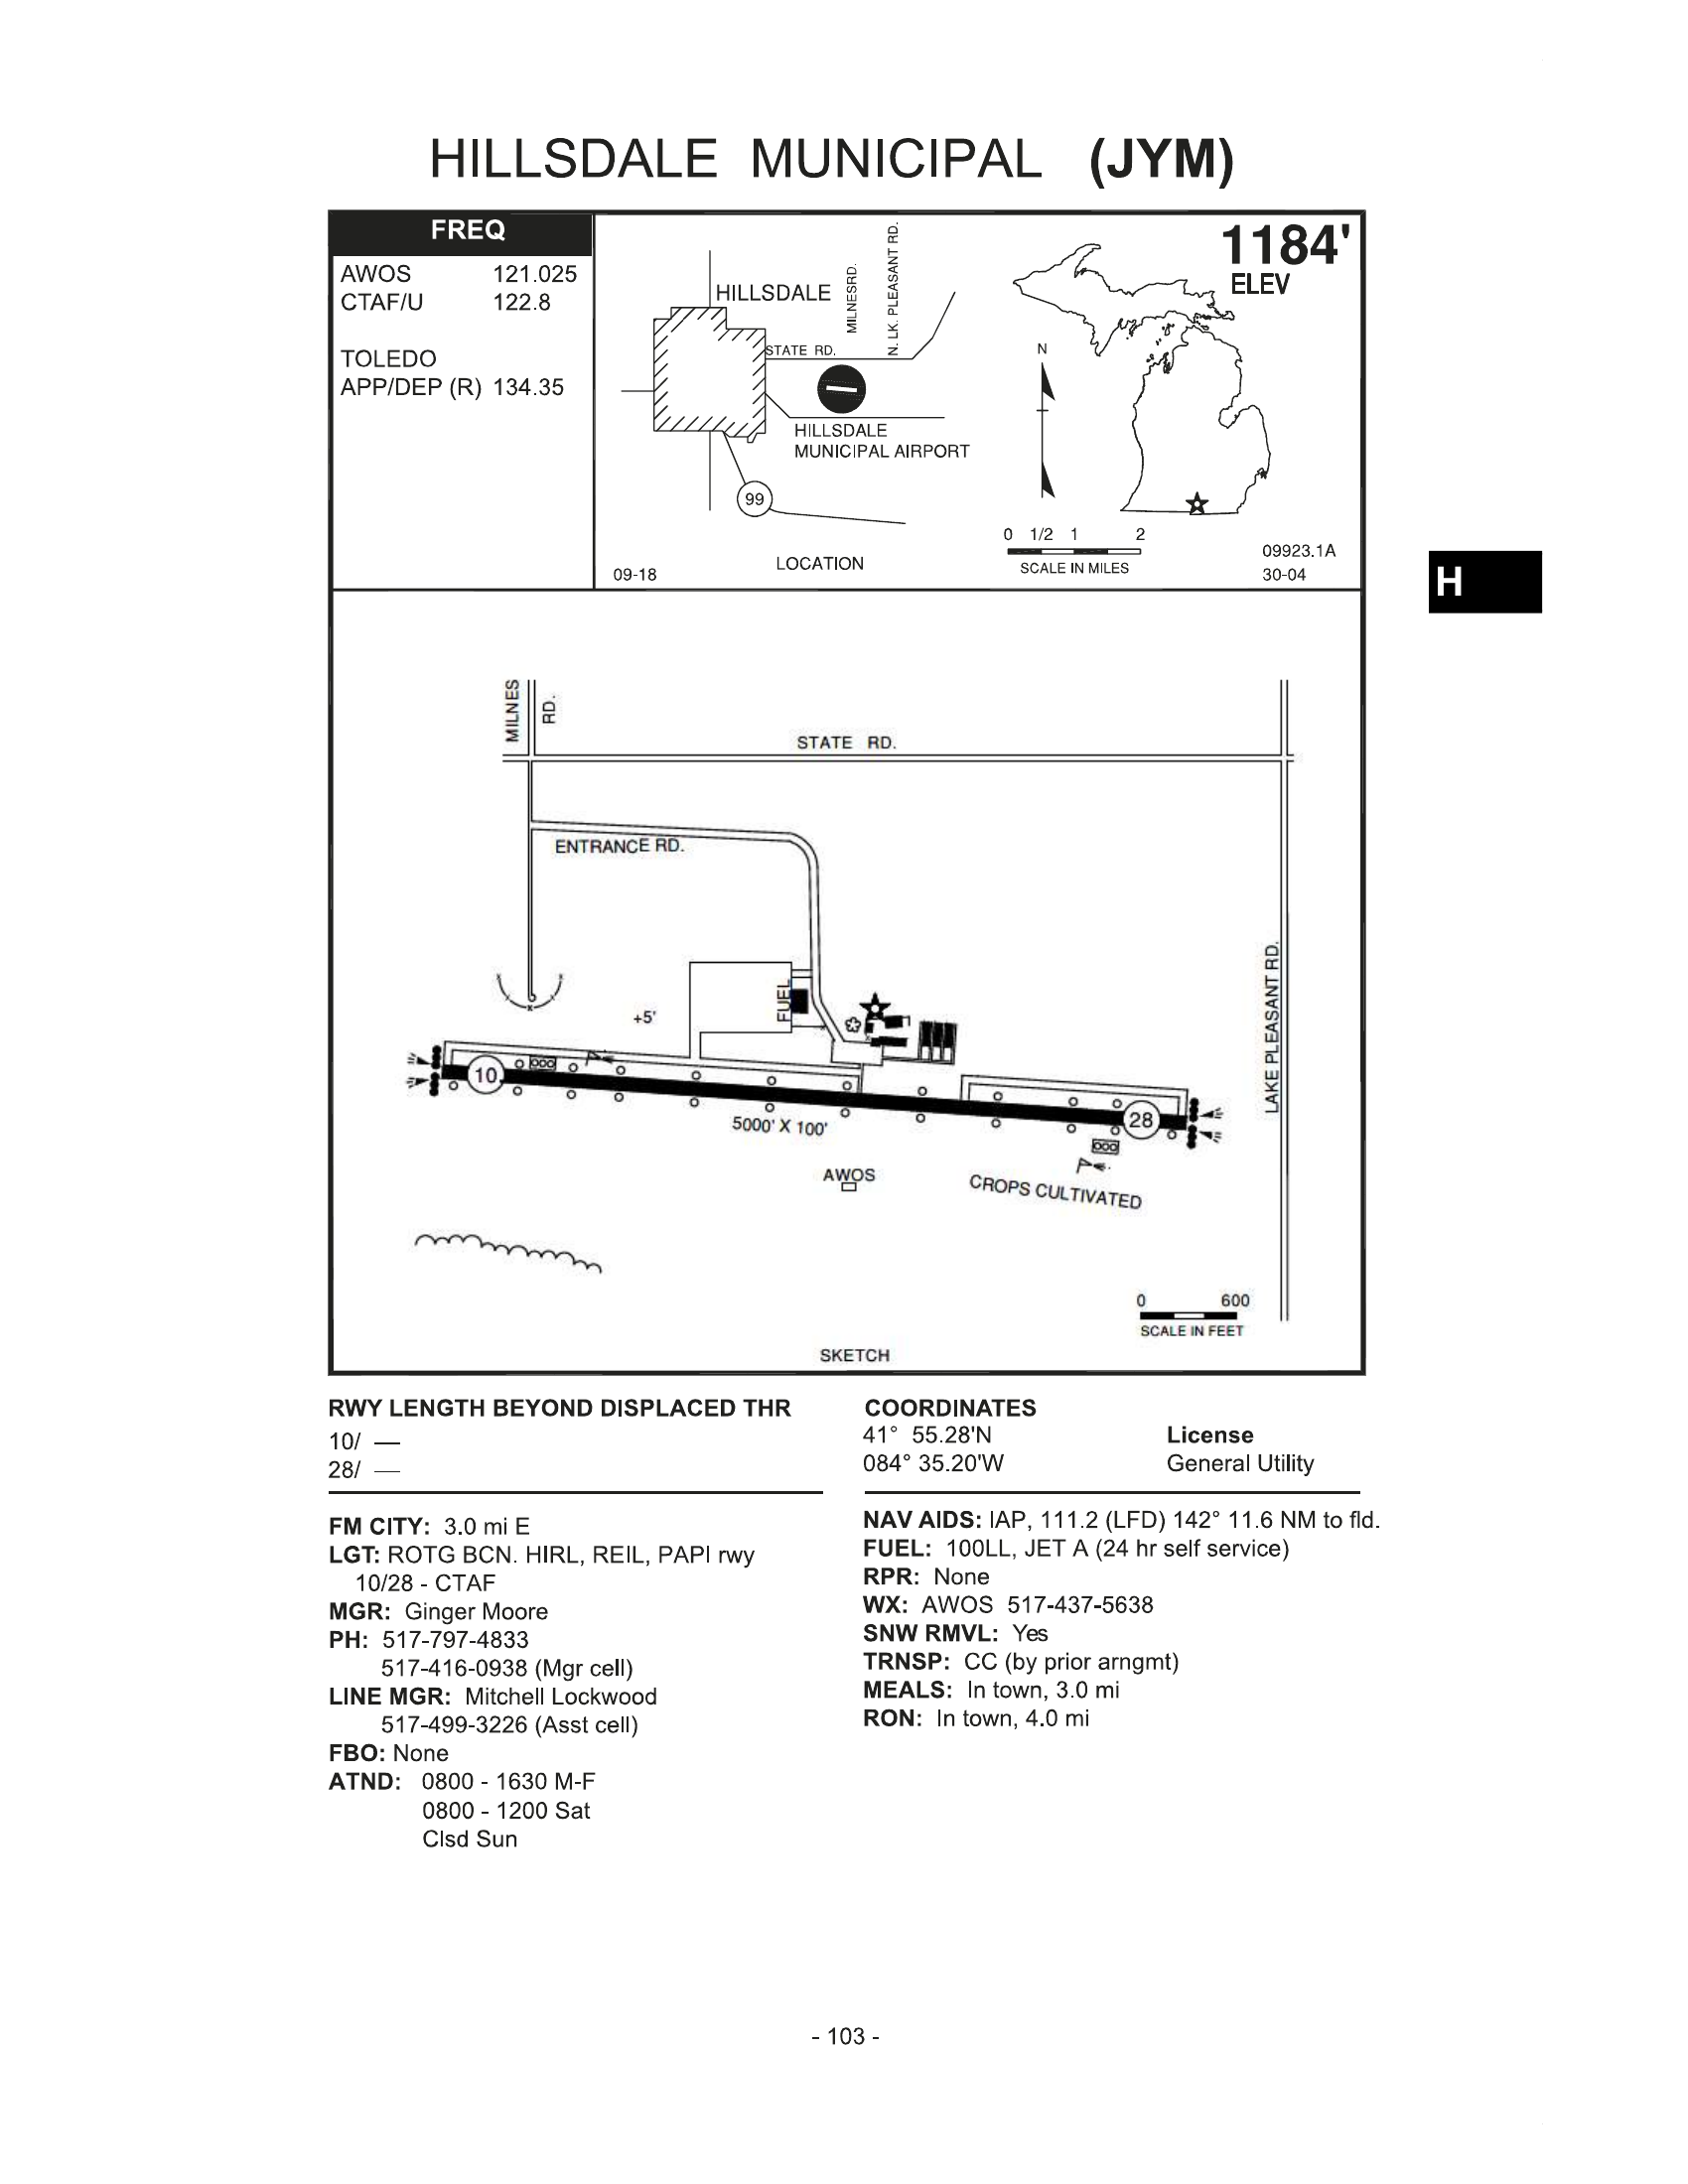 HILLSDALE MUNICIPAL (JYM)
FREQ
AWOS 121.025
CTAF/U 122.8
TOLEDO
APP/DEP (R) 134.35
HILLSDALE
MILNESRD.
N. LK. PLEASANT RD.
STATE RD.
HILLSDALE
MUNICIPAL AIRPORT
99
LOCATION
09-18
1184'
ELEV
N
0 1/2 1 2
SCALE IN MILES
09923.1A
30-04
H
MILNES RD.
STATE RD.
ENTRANCE RD.
FUEL
+5'
LAKE PLEASANT RD.
10
28
5000' X 100'
AWOS
CROPS CULTIVATED
0 600
SCALE IN FEET
SKETCH
RWY LENGTH BEYOND DISPLACED THR
10/ —
28/ —
COORDINATES
41° 55.28'N
084° 35.20'W
License
General Utility
FM CITY: 3.0 mi E
LGT: ROTG BCN. HIRL, REIL, PAPI rwy
10/28 - CTAF
MGR: Ginger Moore
PH: 517-797-4833
517-416-0938 (Mgr cell)
LINE MGR: Mitchell Lockwood
517-499-3226 (Asst cell)
FBO: None
ATND: 0800 - 1630 M-F
0800 - 1200 Sat
Clsd Sun
NAV AIDS: IAP, 111.2 (LFD) 142° 11.6 NM to fld.
FUEL: 100LL, JET A (24 hr self service)
RPR: None
WX: AWOS 517-437-5638
SNW RMVL: Yes
TRNSP: CC (by prior arngmt)
MEALS: In town, 3.0 mi
RON: In town, 4.0 mi
- 103 -